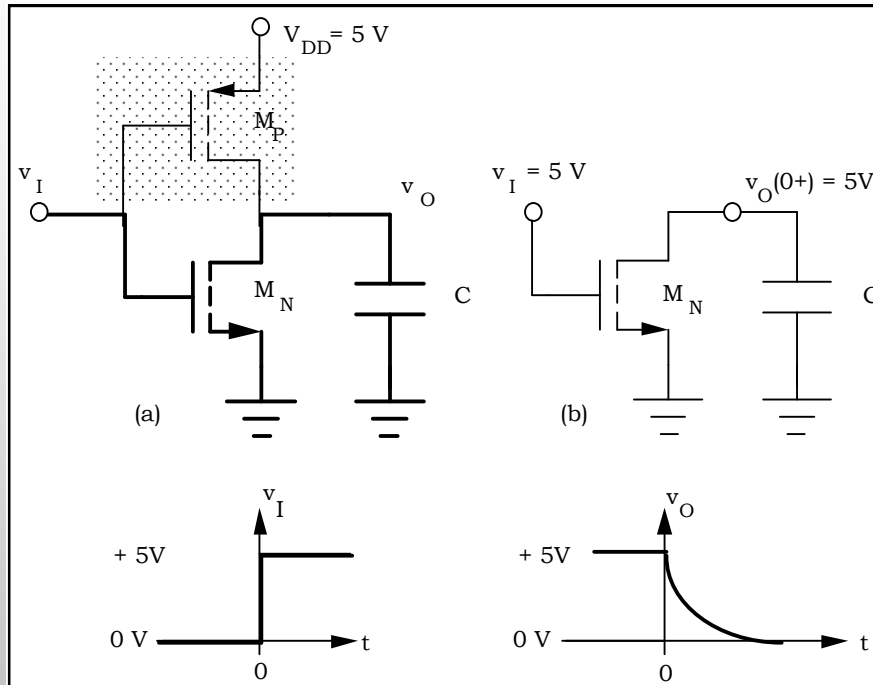 V_DD = 5 V
M_P
v_I
v_O
M_N
C
(a)
v_I = 5 V
v_O(0+) = 5V
M_N
C
(b)
v_I
+ 5V
0 V
t
0
v_O
+ 5V
0 V
t
0